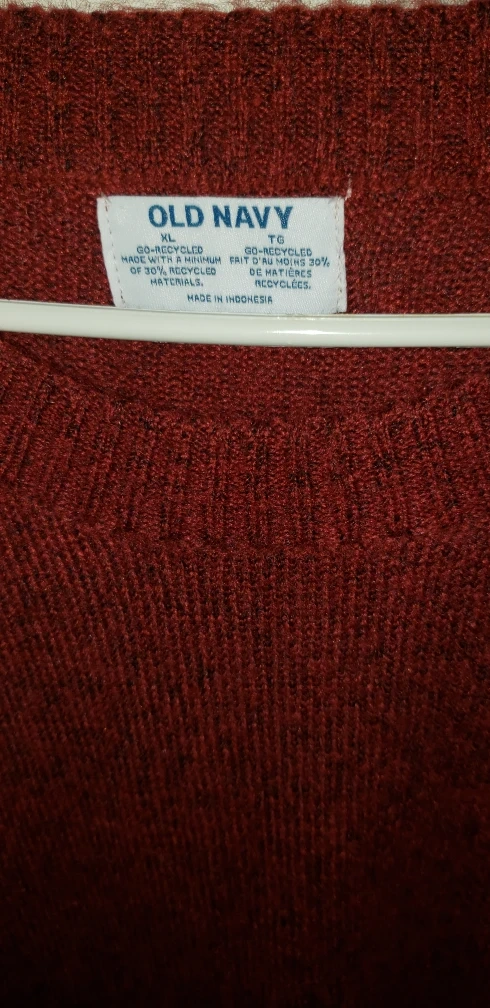 OLD NAVY
XL
GO-RECYCLED
MADE WITH A MINIMUM
OF 30% RECYCLED
MATERIALS.
TG
GO-RECYCLED
FAIT D'AU MOINS 30%
DE MATIÈRES
RECYCLÉES.
MADE IN INDONESIA